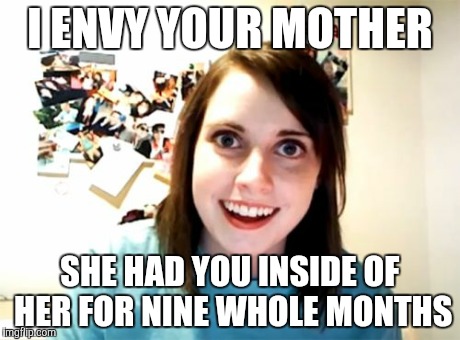 I ENVY YOUR MOTHER
SHE HAD YOU INSIDE OF
HER FOR NINE WHOLE MONTHS
imgflip.com